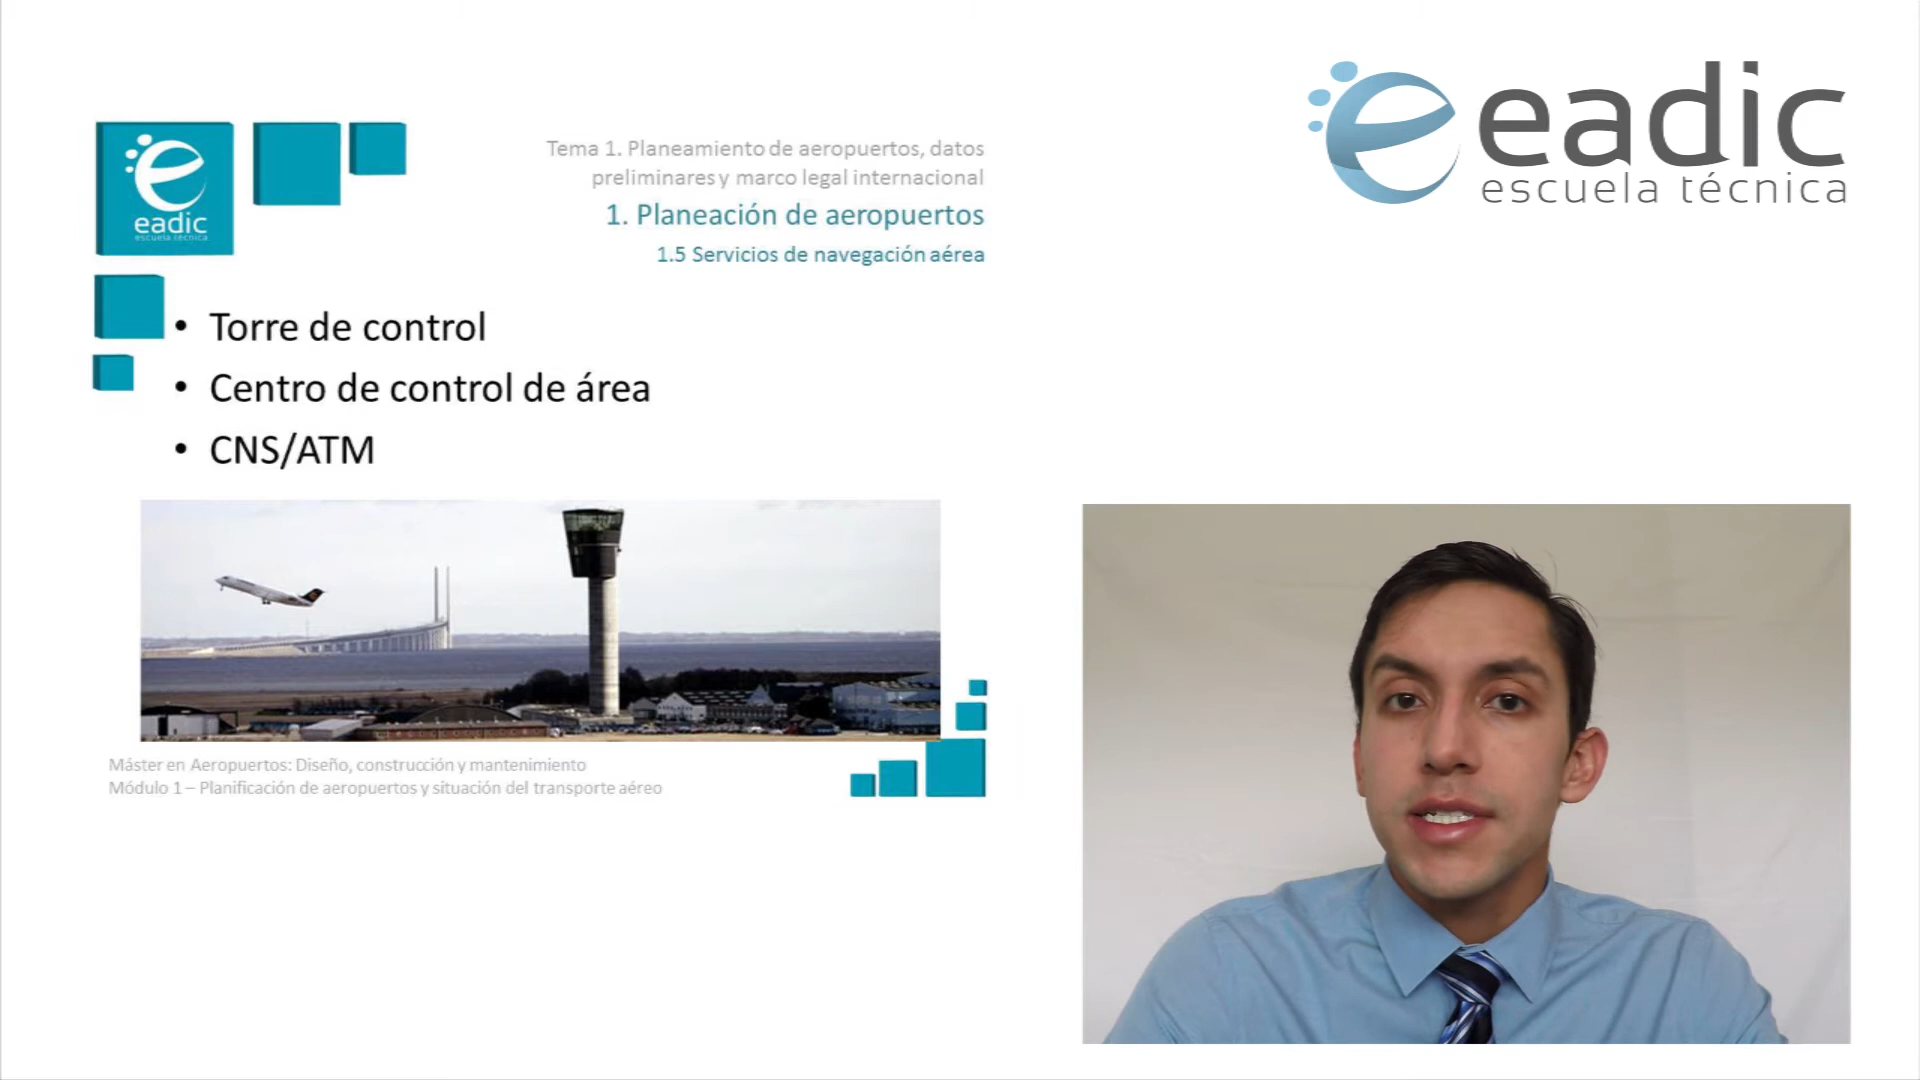 eadic
escuela técnica
eadic
escuela técnica
Tema 1. Planeamiento de aeropuertos, datos
preliminares y marco legal internacional
1. Planeación de aeropuertos
1.5 Servicios de navegación aérea
• Torre de control
• Centro de control de área
• CNS/ATM
Máster en Aeropuertos: Diseño, construcción y mantenimiento
Módulo 1 – Planificación de aeropuertos y situación del transporte aéreo